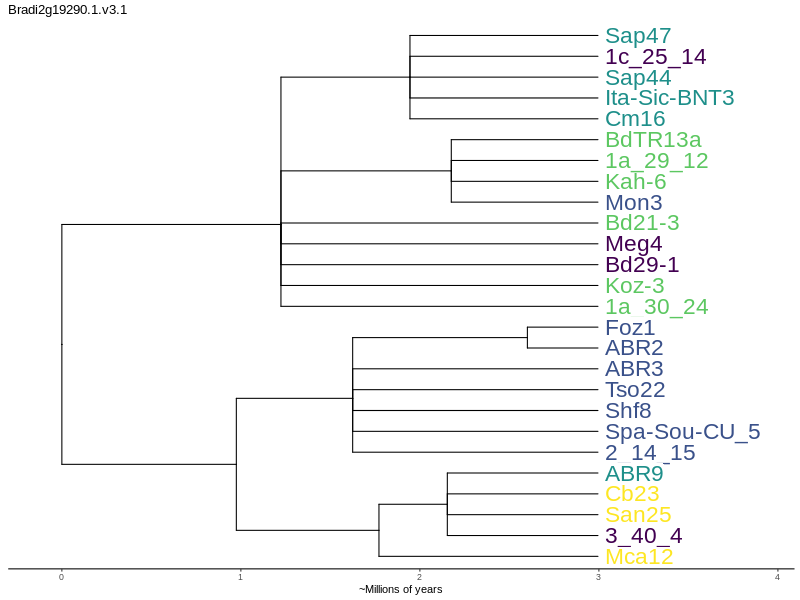 Bradi2g19290.1.v3.1
Sap47
1c_25_14
Sap44
Ita-Sic-BNT3
Cm16
BdTR13a
1a_29_12
Kah-6
Mon3
Bd21-3
Meg4
Bd29-1
Koz-3
1a_30_24
Foz1
ABR2
ABR3
Tso22
Shf8
Spa-Sou-CU_5
2_14_15
ABR9
Cb23
San25
3_40_4
Mca12
0 1 2 3 4
~Millions of years